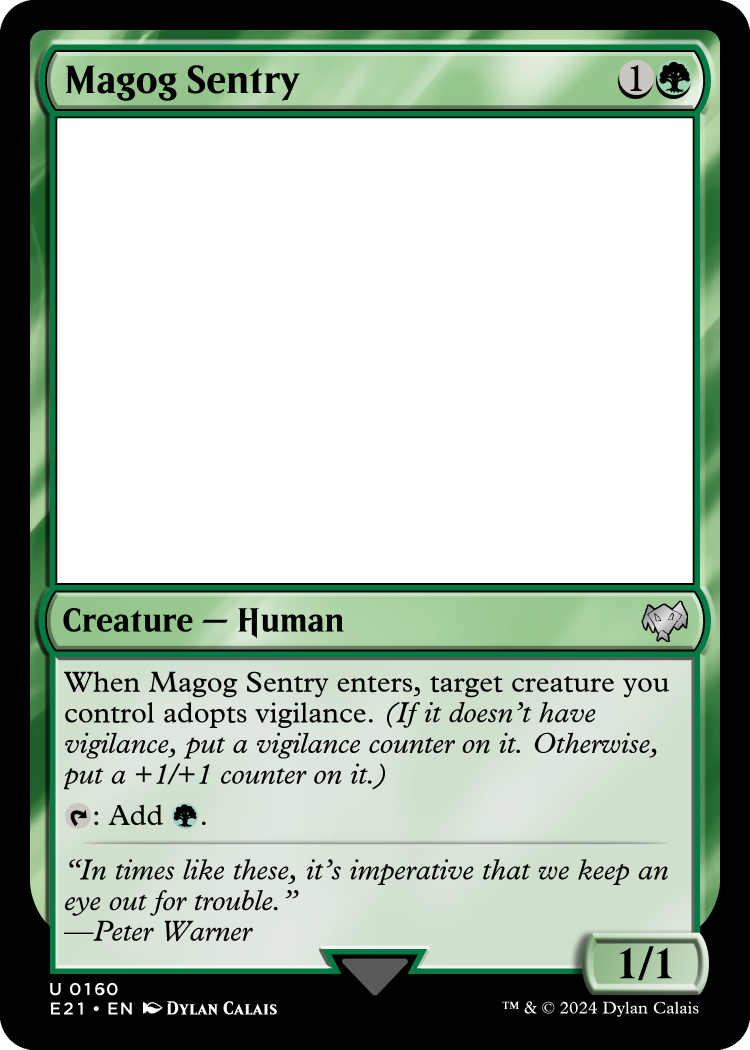 Magog Sentry 1
Creature — Human
When Magog Sentry enters, target creature you
control adopts vigilance. (If it doesn't have
vigilance, put a vigilance counter on it. Otherwise,
put a +1/+1 counter on it.)
: Add .
“In times like these, it's imperative that we keep an
eye out for trouble.”
—Peter Warner
1/1
U 0160
E21 • EN DYLAN CALAIS
™ & © 2024 Dylan Calais